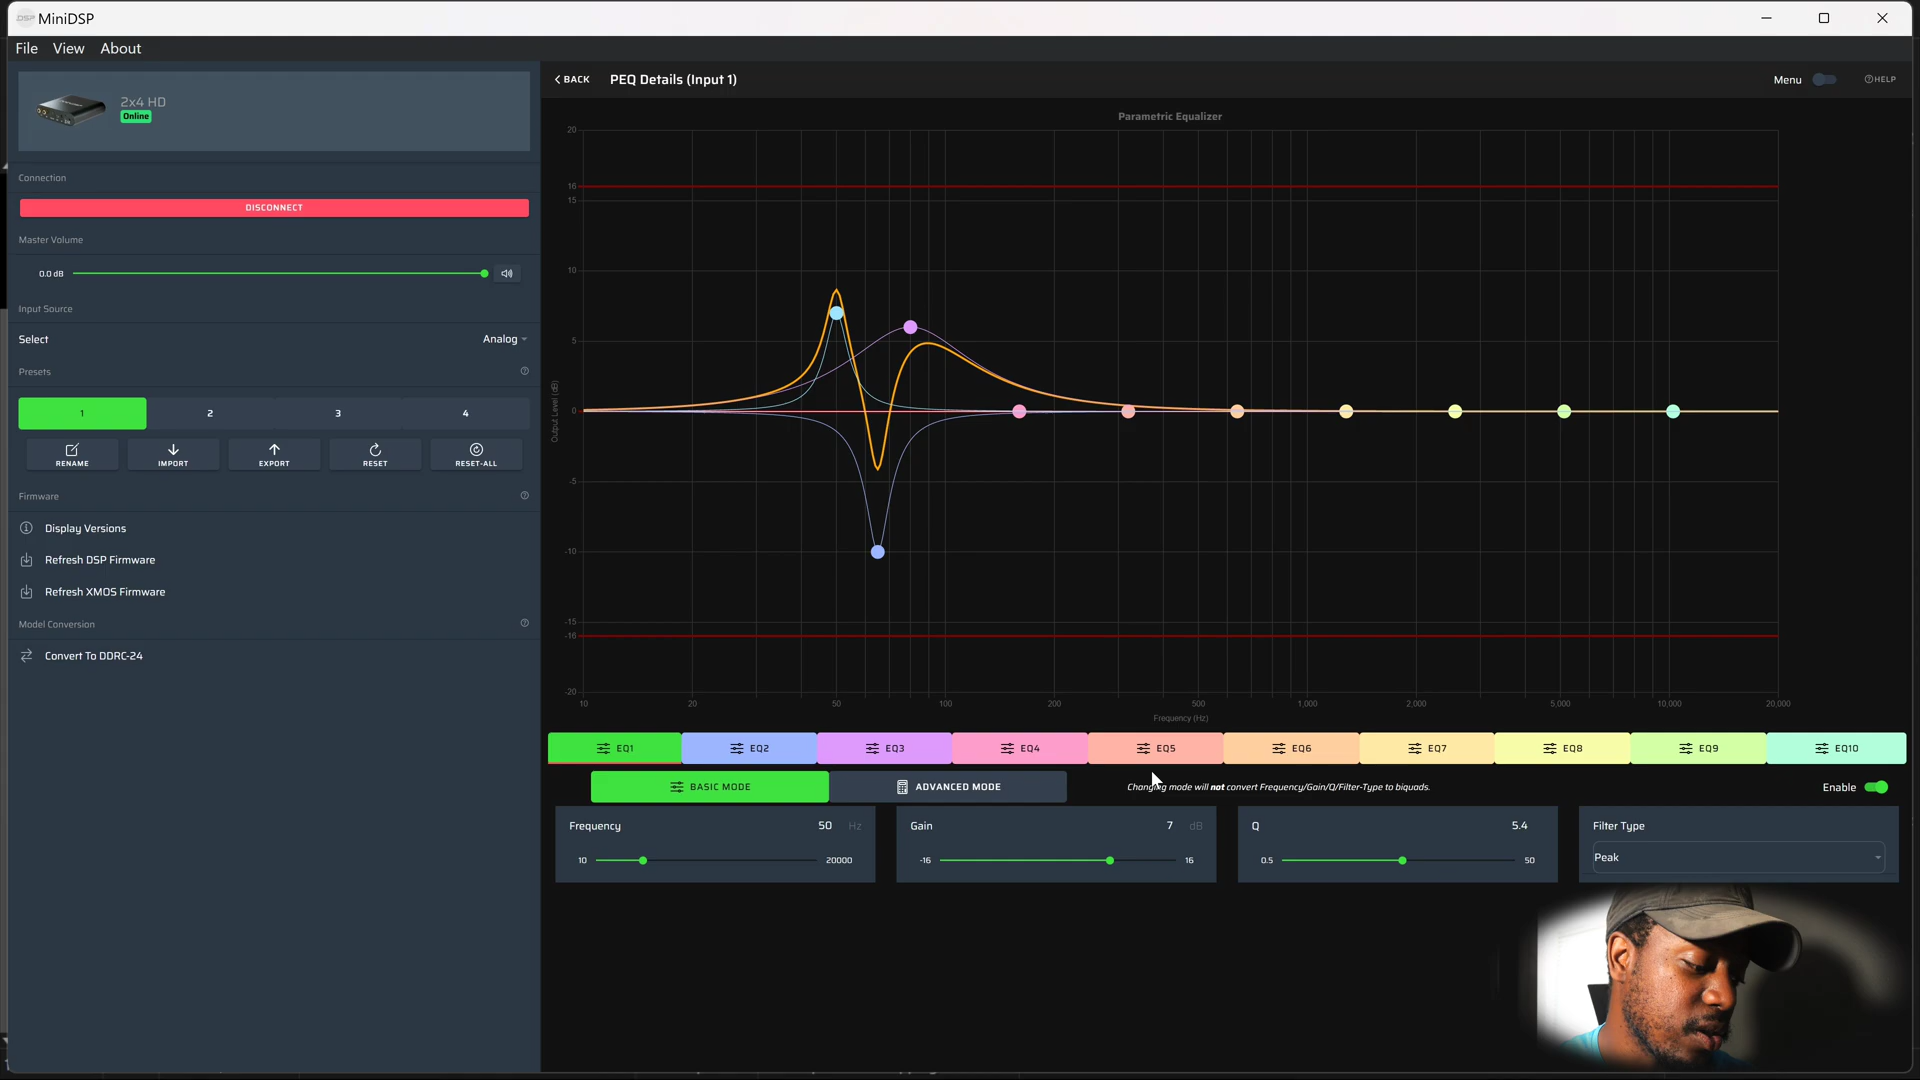 MiniDSP
File View About
2x4 HD
Online
Connection
DISCONNECT
Master Volume
0.0 dB
Input Source
Select Analog
Presets
1 2 3 4
RENAME IMPORT EXPORT RESET RESET-ALL
Firmware
Display Versions
Refresh DSP Firmware
Refresh XMOS Firmware
Model Conversion
Convert To DDRC-24
BACK PEQ Details (Input 1) Menu HELP
Parametric Equalizer
20
16
15
10
5
0
-5
-10
-15
-16
-20
Output Level (dB)
10 20 50 100 200 500 1,000 2,000 5,000 10,000 20,000
Frequency (Hz)
EQ1 EQ2 EQ3 EQ4 EQ5 EQ6 EQ7 EQ8 EQ9 EQ10
BASIC MODE ADVANCED MODE Changing mode will not convert Frequency/Gain/Q/Filter-Type to biquads. Enable
Frequency 50 Hz Gain 7 dB Q 5.4 Filter Type
10 20000 -16 16 0.5 50 Peak